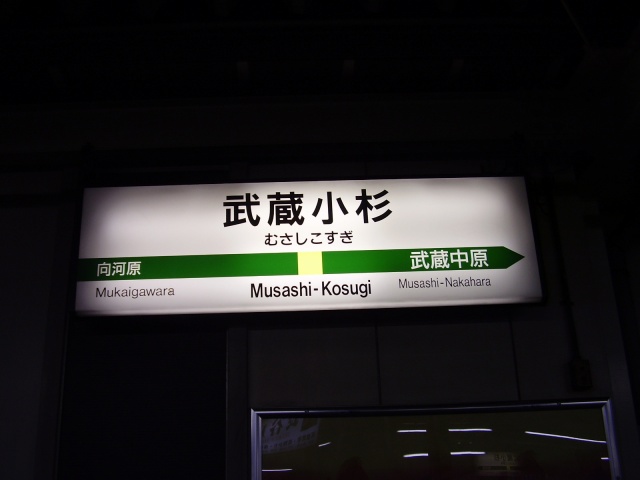 武蔵小杉
むさしこすぎ
向河原 武蔵中原
Mukaigawara Musashi-Kosugi Musashi-Nakahara